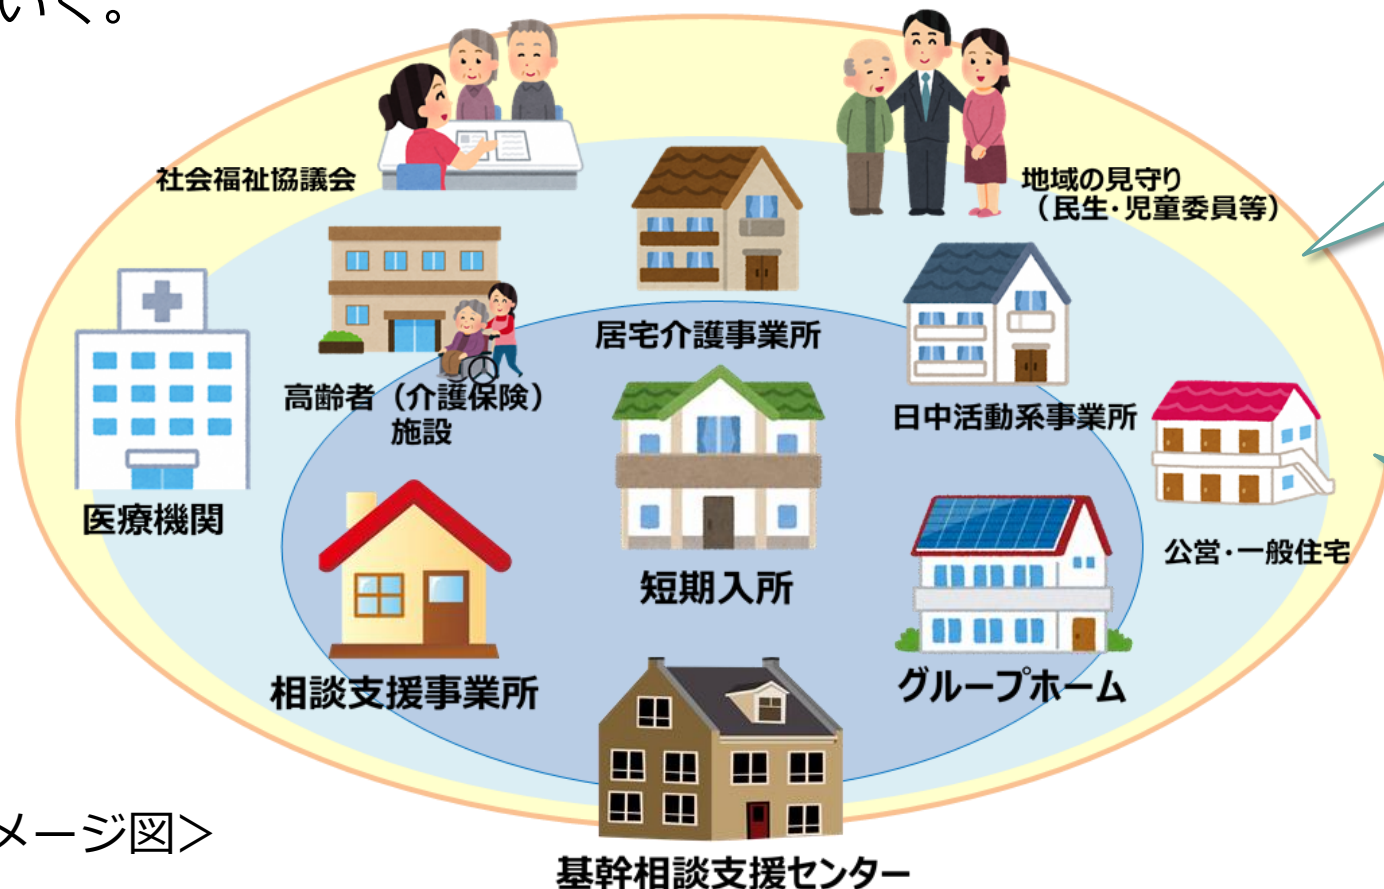 いく。
社会福祉協議会
地域の見守り
（民生・児童委員等）
居宅介護事業所
高齢者（介護保険）
施設
日中活動系事業所
医療機関
公営・一般住宅
短期入所
相談支援事業所
グループホーム
メージ図＞
基幹相談支援センター